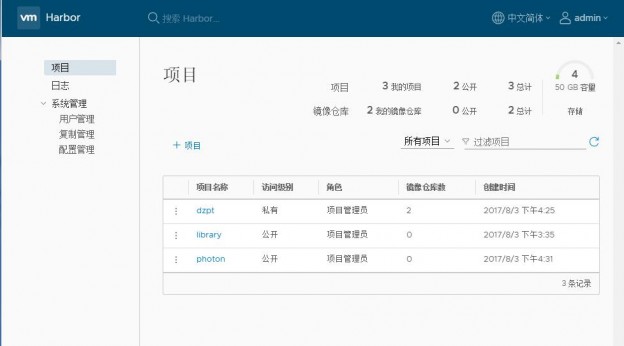 vm Harbor 搜索 Harbor... 中文简体 admin
项目
日志
系统管理
用户管理
复制管理
配置管理
项目
项目 3 我的项目 2 公开 3 总计
镜像仓库 2 我的镜像仓库 0 公开 2 总计
4
50 GB 容量
存储
+ 项目 所有项目 过滤项目
项目名称 访问级别 角色 镜像仓库数 创建时间
dzpt 私有 项目管理员 2 2017/8/3 下午4:25
library 公开 项目管理员 0 2017/8/3 下午3:35
photon 公开 项目管理员 0 2017/8/3 下午4:31
3 条记录